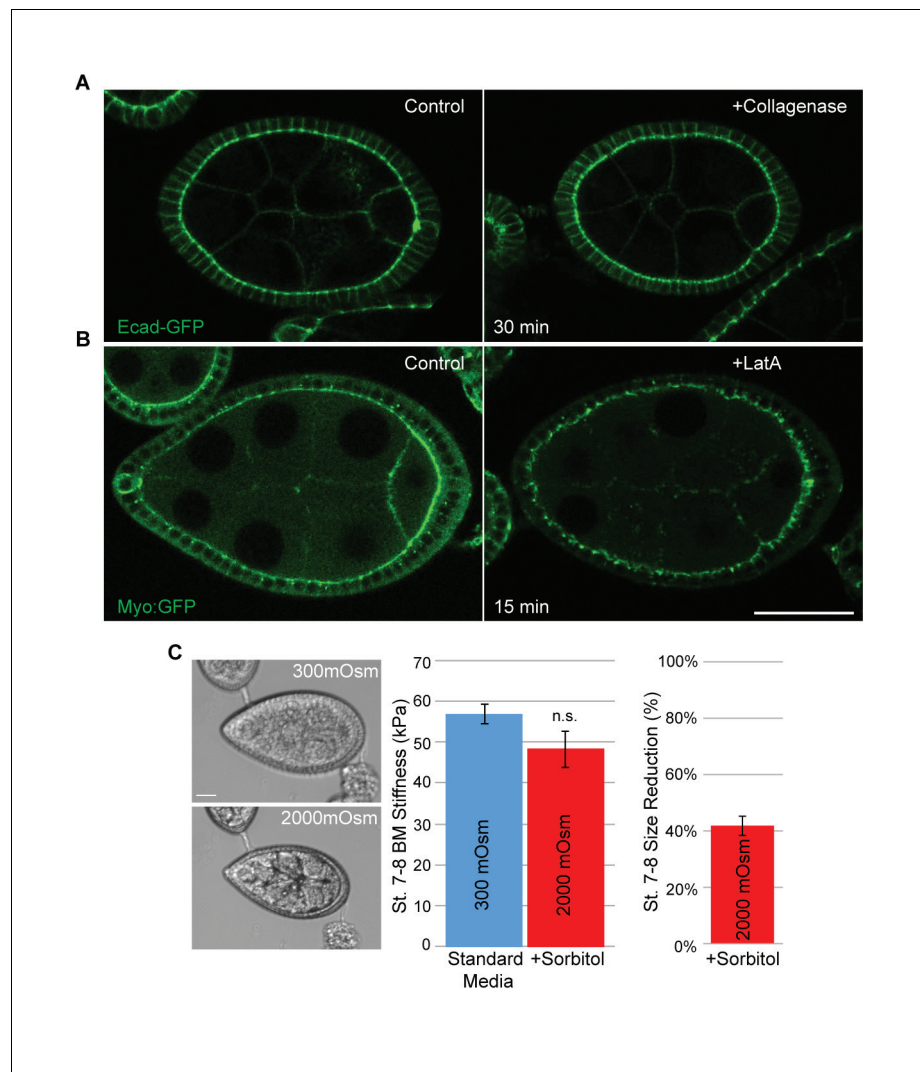 A
Control
+Collagenase
Ecad-GFP
30 min
B
Control
+LatA
Myo:GFP
15 min
C
300mOsm
2000mOsm
St. 7-8 BM Stiffness (kPa)
70
60
50
40
30
20
10
0
n.s.
300 mOsm
2000 mOsm
Standard
Media
+Sorbitol
St. 7-8 Size Reduction (%)
100%
80%
60%
40%
20%
0%
2000 mOsm
+Sorbitol